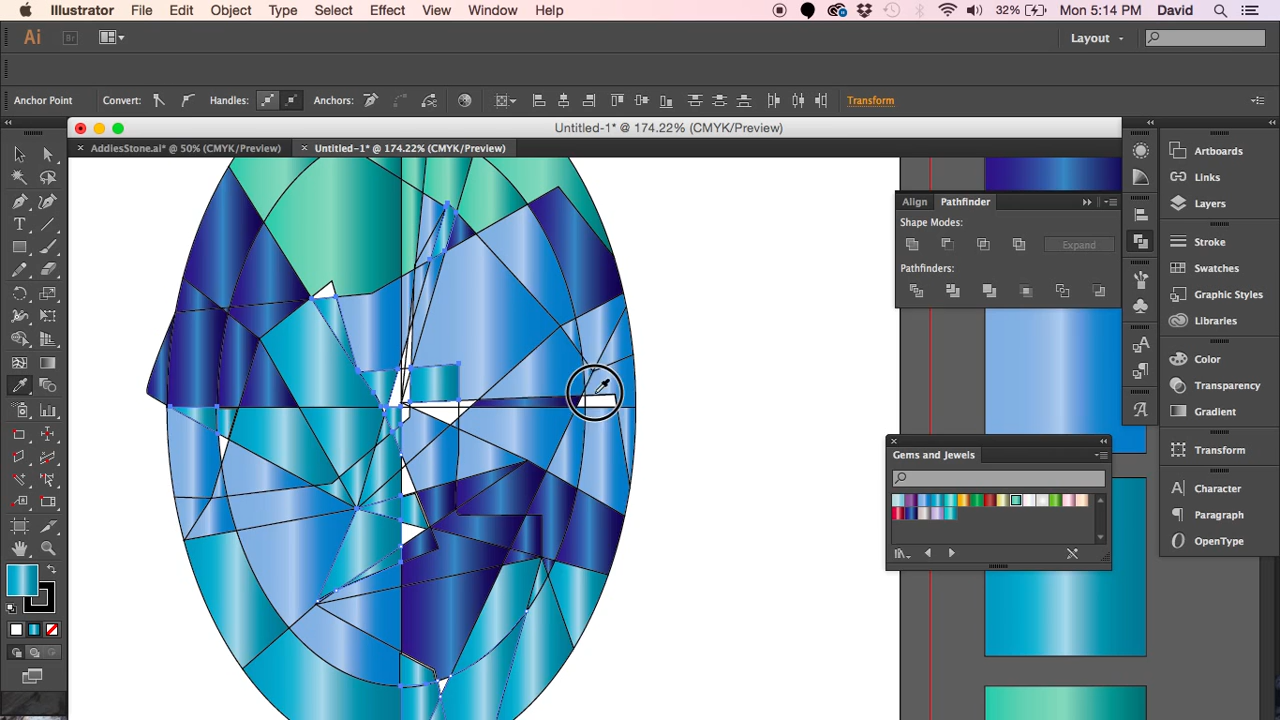 Illustrator File Edit Object Type Select Effect View Window Help 32% Mon 5:14 PM David
Ai Br Layout
Anchor Point Convert: Handles: Anchors: Transform
Untitled-1* @ 174.22% (CMYK/Preview)
× AddiesStone.ai* @ 50% (CMYK/Preview) × Untitled-1* @ 174.22% (CMYK/Preview)
Artboards
Links
Layers
Stroke
Swatches
Graphic Styles
Libraries
Color
Transparency
Gradient
Transform
Character
Paragraph
OpenType
Align Pathfinder
Shape Modes:
Expand
Pathfinders:
Gems and Jewels